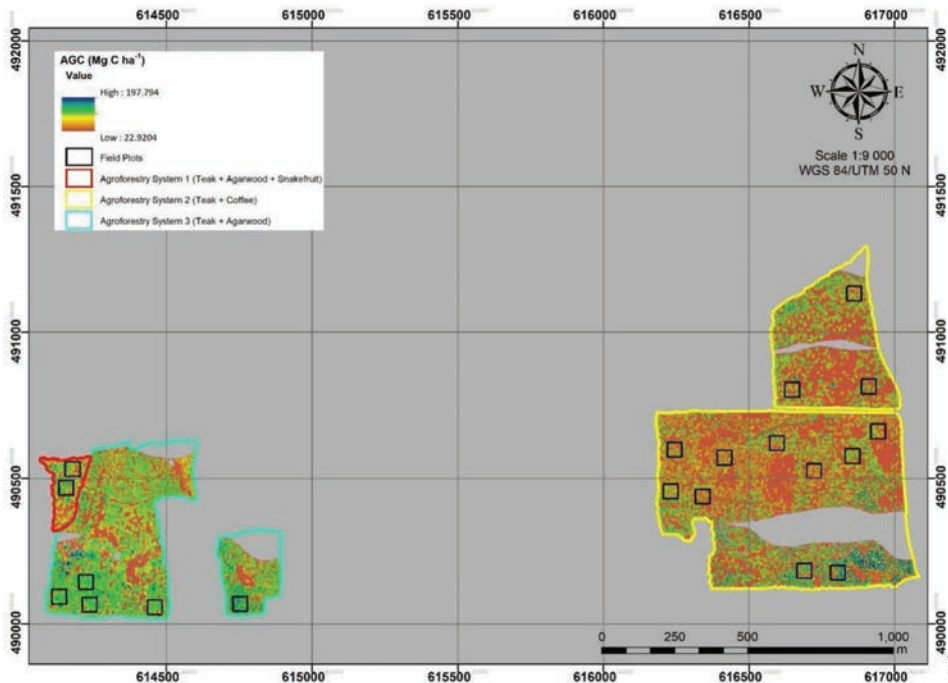 614500 615000 615500 616000 616500 617000
492000
492000
AGC (Mg C ha⁻¹)
Value
High : 197.794
Low : 22.9204
Field Plots
Agroforestry System 1 (Teak + Agarwood + Snakefruit)
Agroforestry System 2 (Teak + Coffee)
Agroforestry System 3 (Teak + Agarwood)
N
W E
S
Scale 1:9 000
WGS 84/UTM 50 N
491500
491500
491000
491000
490500
490500
490000
490000
0 250 500 1,000
m
614500 615000 615500 616000 616500 617000